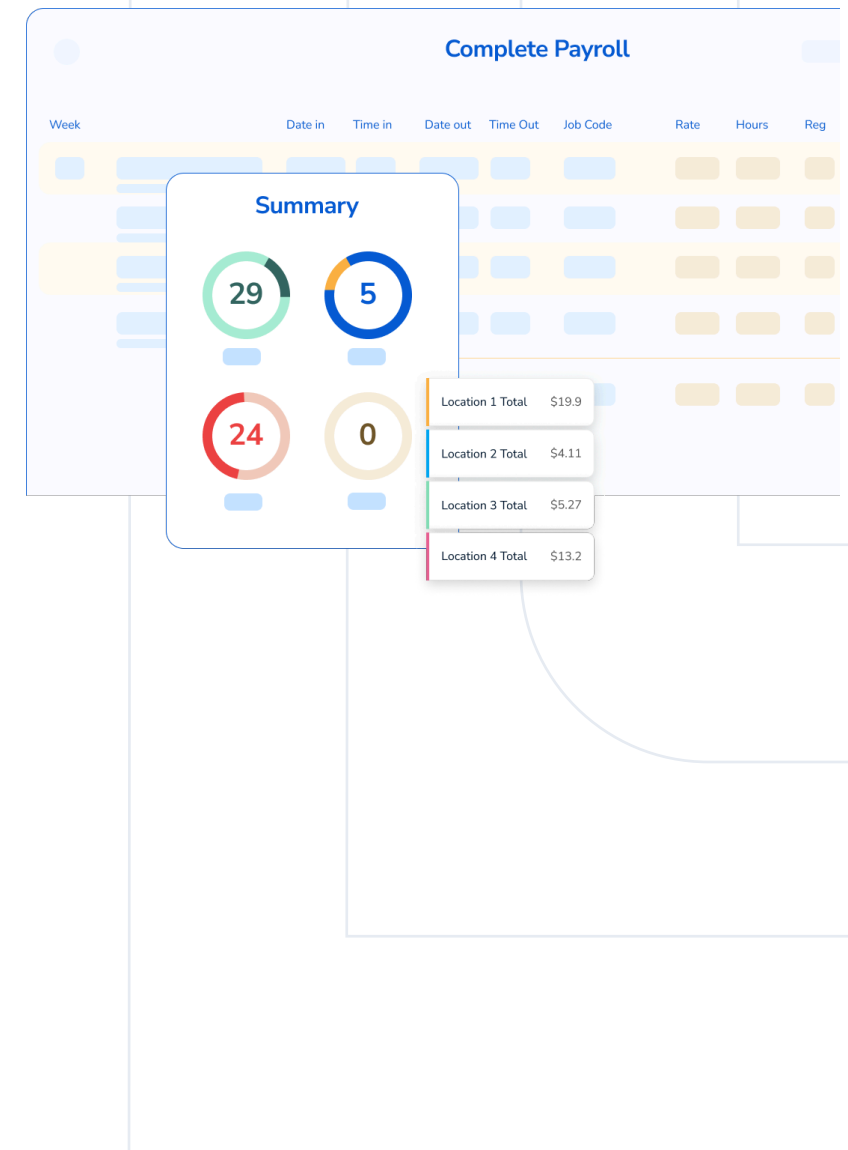 Complete Payroll
Week Date in Time in Date out Time Out Job Code Rate Hours Reg
Summary
29 5
24 0
Location 1 Total $19.9
Location 2 Total $4.11
Location 3 Total $5.27
Location 4 Total $13.2